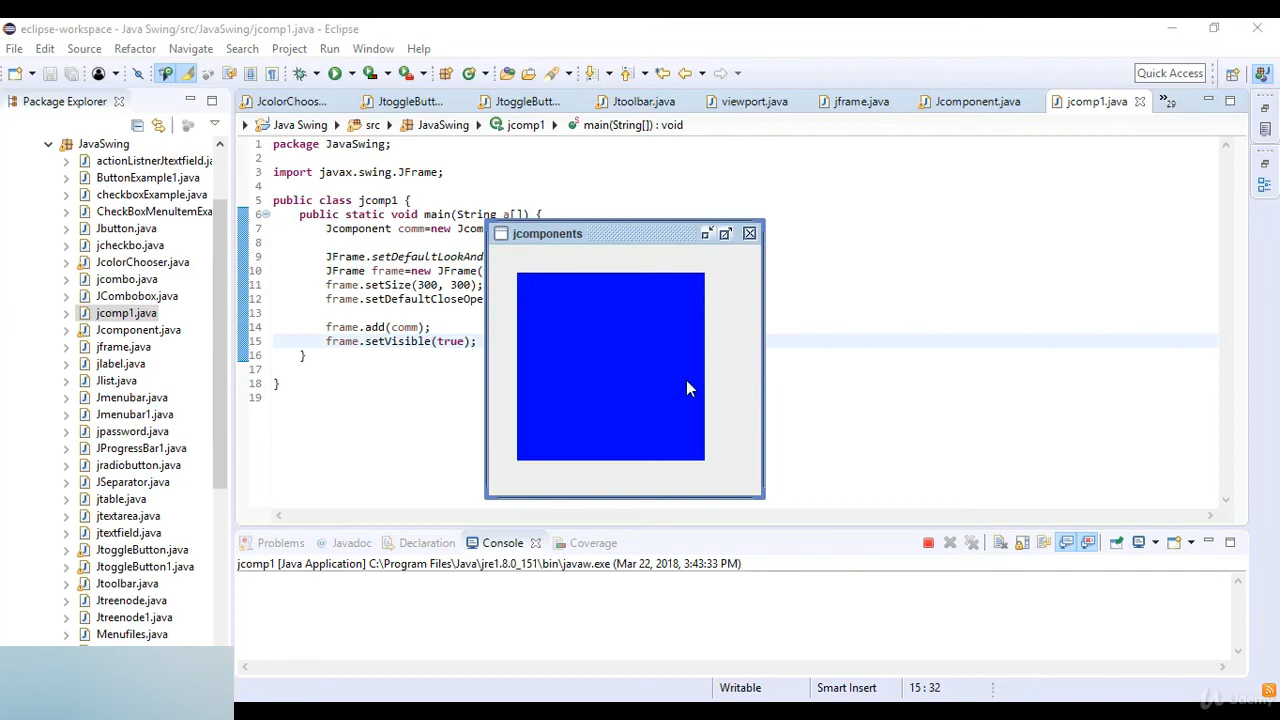 eclipse-workspace - Java Swing/src/JavaSwing/jcomp1.java - Eclipse
File Edit Source Refactor Navigate Search Project Run Window Help
Quick Access
Package Explorer
JcolorChoos... JtoggleButt... JtoggleButt... Jtoolbar.java viewport.java jframe.java Jcomponent.java jcomp1.java 29
Java Swing src JavaSwing jcomp1 main(String[]) : void
JavaSwing
actionListnerJtextfield.ja
ButtonExample1.java
checkboxExample.java
CheckBoxMenuItemExa
Jbutton.java
jcheckbo.java
JcolorChooser.java
jcombo.java
JCombobox.java
jcomp1.java
Jcomponent.java
jframe.java
jlabel.java
Jlist.java
Jmenubar.java
Jmenubar1.java
jpassword.java
JProgressBar1.java
jradiobutton.java
JSeparator.java
jtable.java
jtextarea.java
jtextfield.java
JtoggleButton.java
JtoggleButton1.java
Jtoolbar.java
Jtreenode.java
Jtreenode1.java
Menufiles.java
1 package JavaSwing;
2
3 import javax.swing.JFrame;
4
5 public class jcomp1 {
6 public static void main(String a[]) {
7 Jcomponent comm=new Jcom
8
9 JFrame.setDefaultLookAnd
10 JFrame frame=new JFrame(
11 frame.setSize(300, 300);
12 frame.setDefaultCloseOpe
13
14 frame.add(comm);
15 frame.setVisible(true);
16 }
17
18 }
19
jcomponents
Problems Javadoc Declaration Console Coverage
jcomp1 [Java Application] C:\Program Files\Java\jre1.8.0_151\bin\javaw.exe (Mar 22, 2018, 3:43:33 PM)
Writable Smart Insert 15 : 32
Udemy